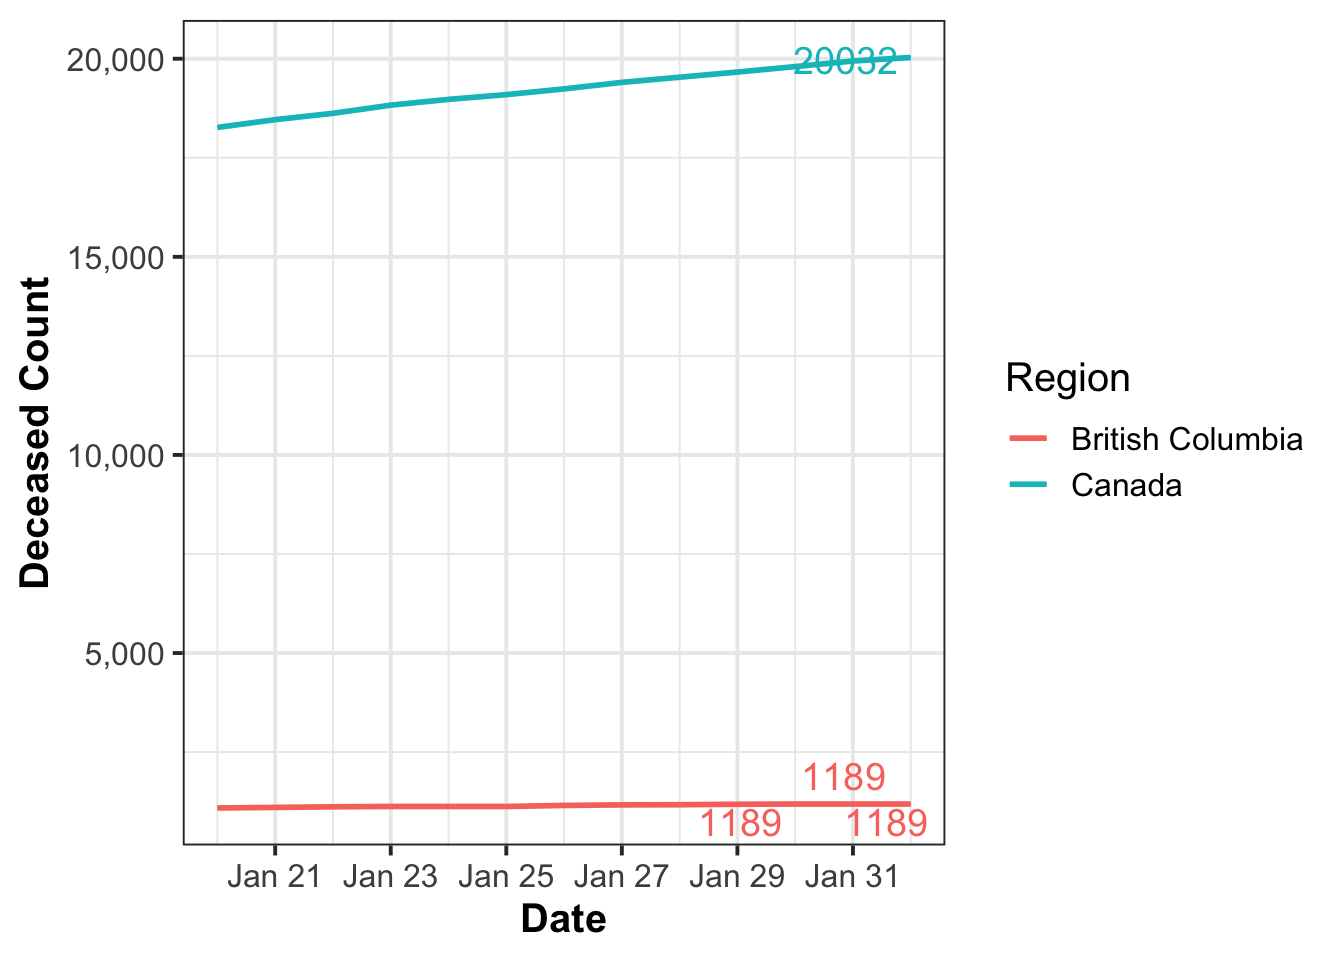 20,000
15,000
10,000
5,000
Deceased Count
20032
1189
1189
1189
Jan 21
Jan 23
Jan 25
Jan 27
Jan 29
Jan 31
Date
Region
British Columbia
Canada